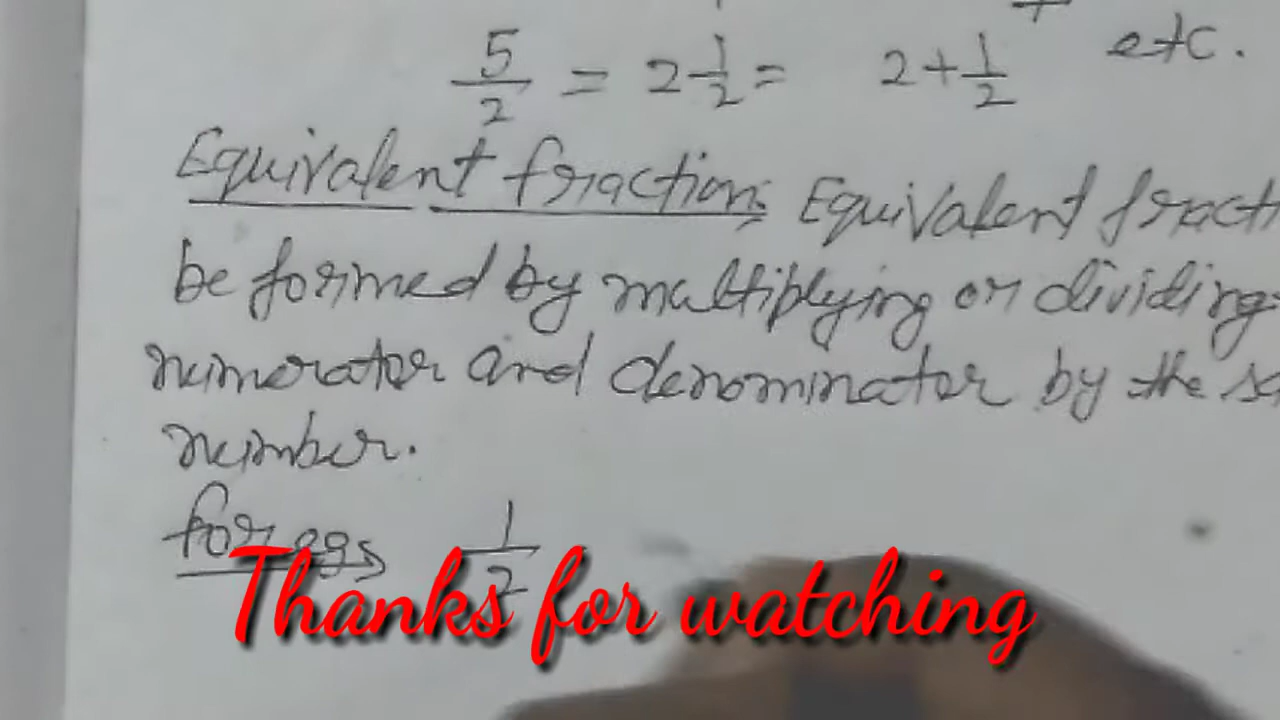 etc.
5/2 = 2 1/2 = 2+1/2
Equivalent fractions Equivalent fracti
be formed by multiplying or dividing
numerator and denominator by the sa
number.
for egs 1/2
Thanks for watching